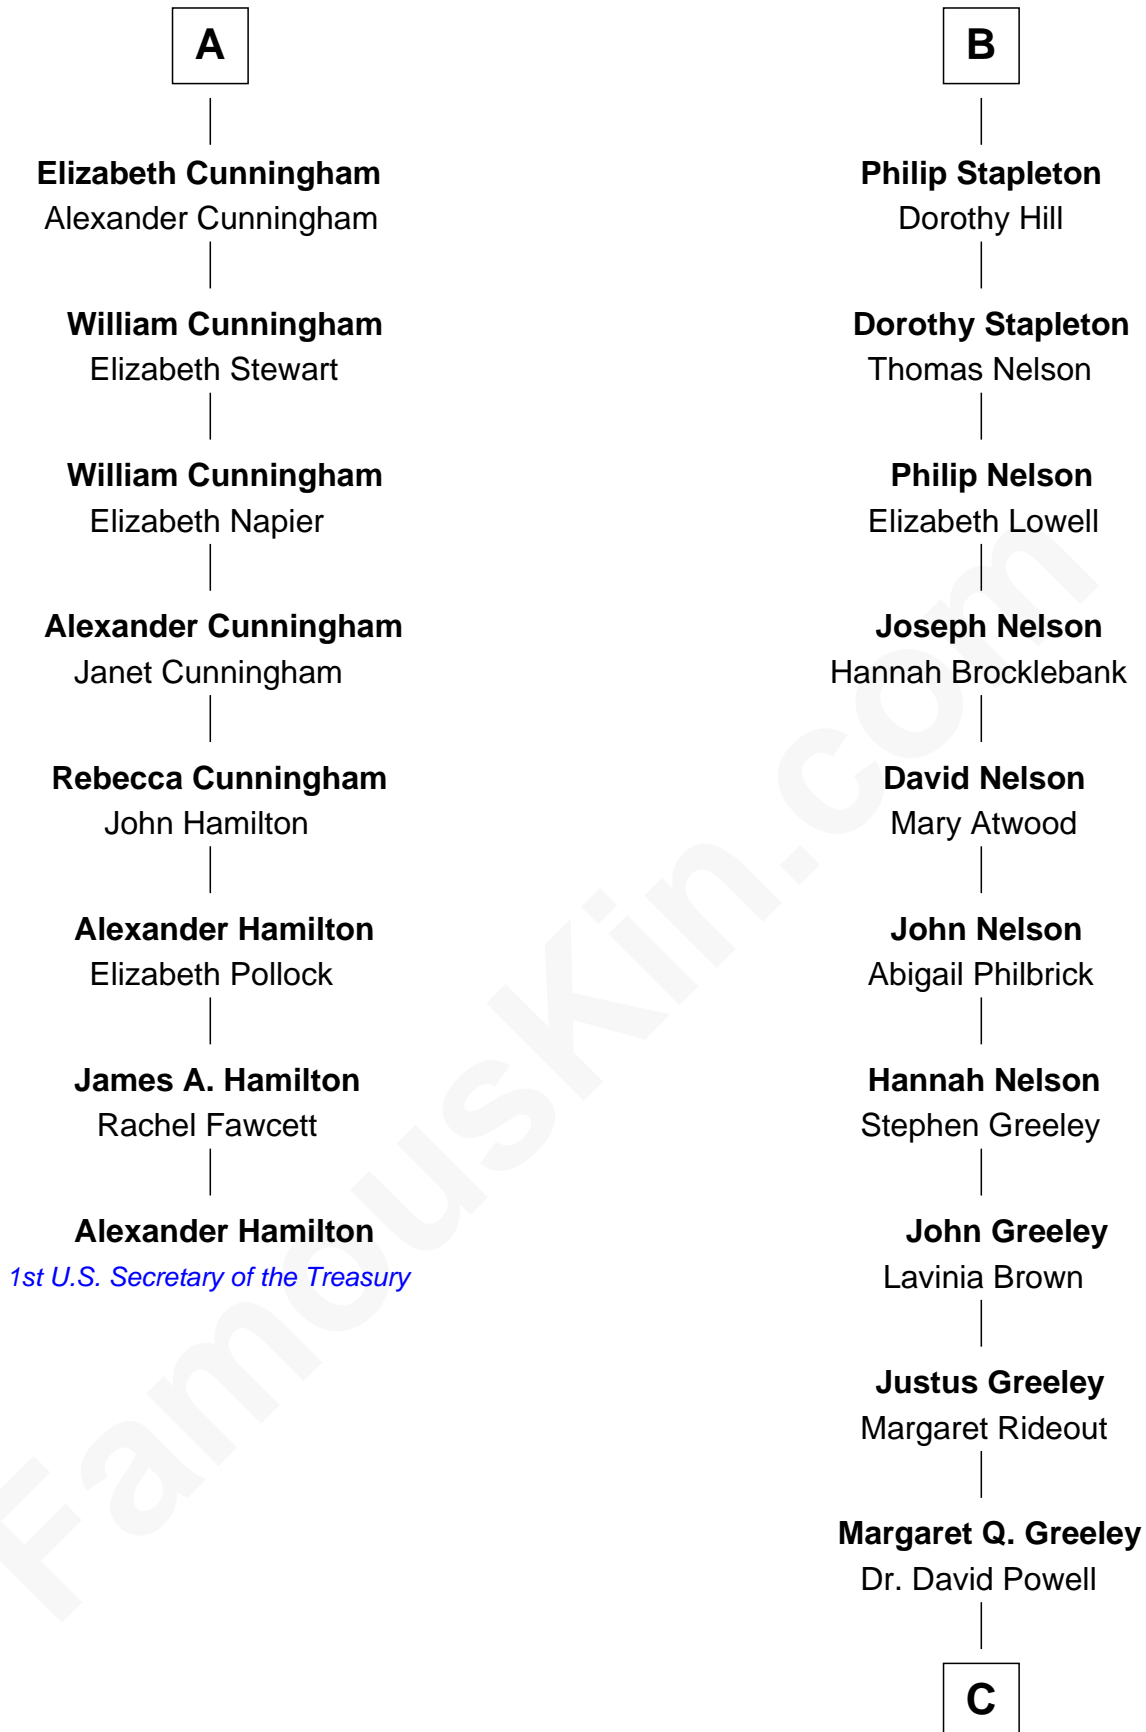 A
Elizabeth Cunningham
Alexander Cunningham
William Cunningham
Elizabeth Stewart
William Cunningham
Elizabeth Napier
Alexander Cunningham
Janet Cunningham
Rebecca Cunningham
John Hamilton
Alexander Hamilton
Elizabeth Pollock
James A. Hamilton
Rachel Fawcett
Alexander Hamilton
1st U.S. Secretary of the Treasury
B
Philip Stapleton
Dorothy Hill
Dorothy Stapleton
Thomas Nelson
Philip Nelson
Elizabeth Lowell
Joseph Nelson
Hannah Brocklebank
David Nelson
Mary Atwood
John Nelson
Abigail Philbrick
Hannah Nelson
Stephen Greeley
John Greeley
Lavinia Brown
Justus Greeley
Margaret Rideout
Margaret Q. Greeley
Dr. David Powell
C
FamousKin.com